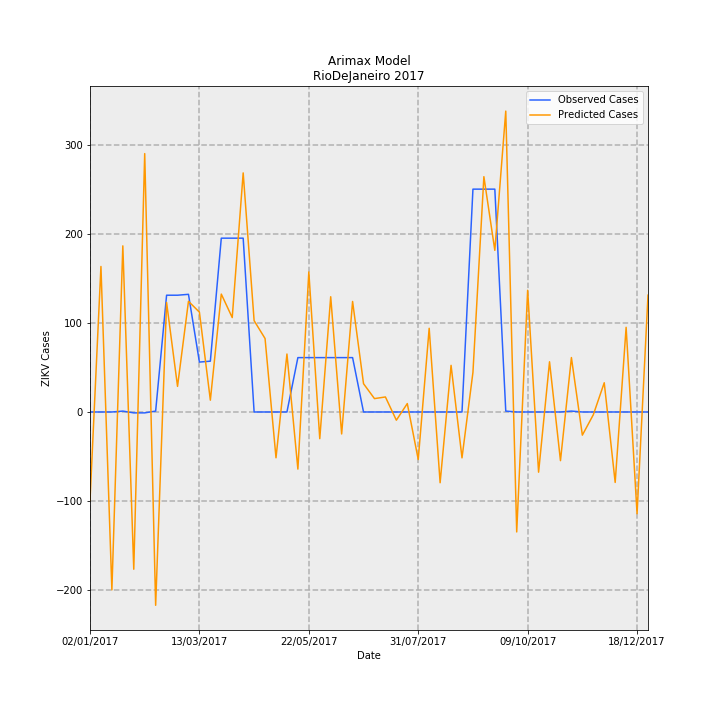 Arimax Model
RioDeJaneiro 2017
Observed Cases
Predicted Cases
300
200
100
0
−100
−200
ZIKV Cases
02/01/2017
13/03/2017
22/05/2017
31/07/2017
09/10/2017
18/12/2017
Date